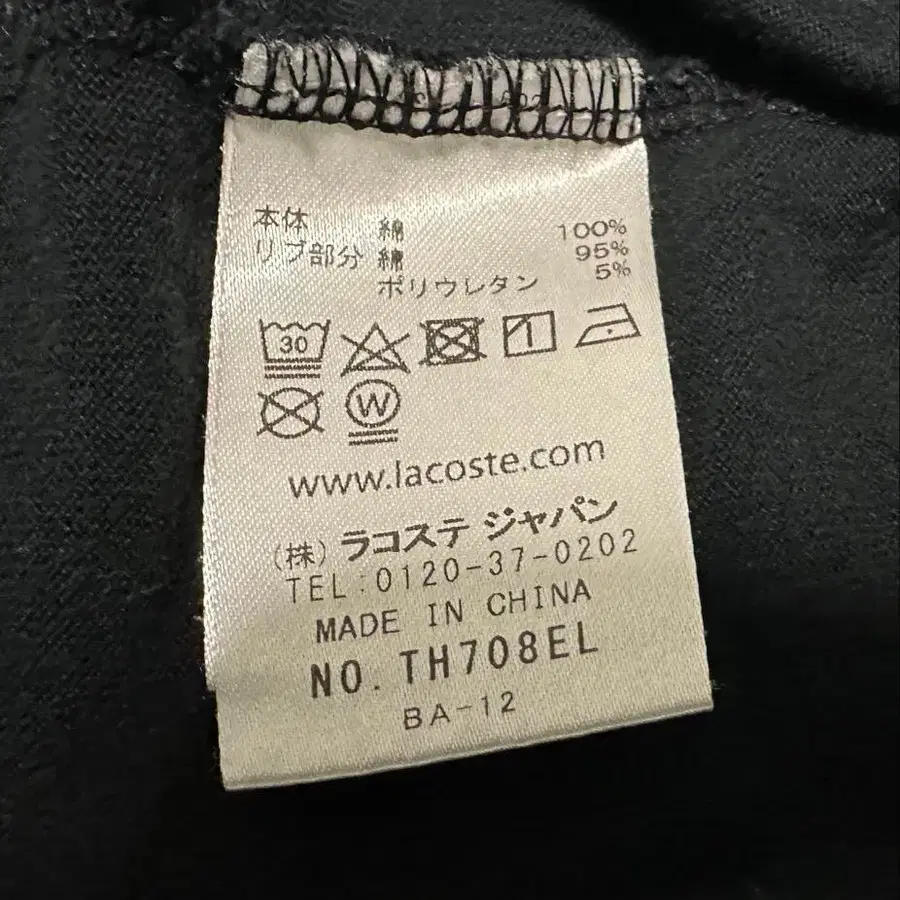 本体 綿 100%
リブ部分 綿 95%
ポリウレタン 5%
30
W
www.lacoste.com
(株) ラコステ ジャパン
TEL:0120-37-0202
MADE IN CHINA
NO. TH708EL
BA-12